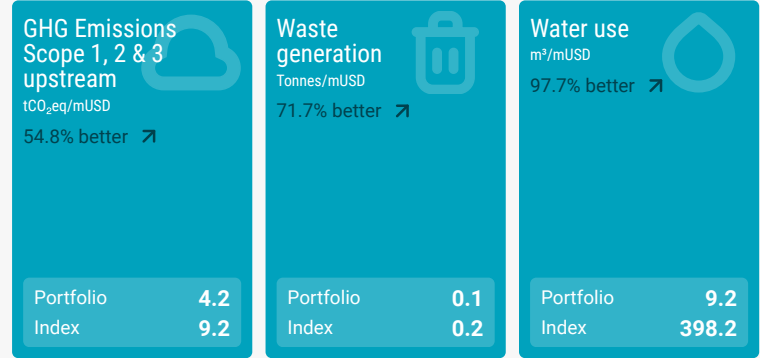 GHG Emissions
Scope 1, 2 & 3
upstream
tCO₂eq/mUSD
54.8% better
Portfolio 4.2
Index 9.2
Waste
generation
Tonnes/mUSD
71.7% better
Portfolio 0.1
Index 0.2
Water use
m³/mUSD
97.7% better
Portfolio 9.2
Index 398.2